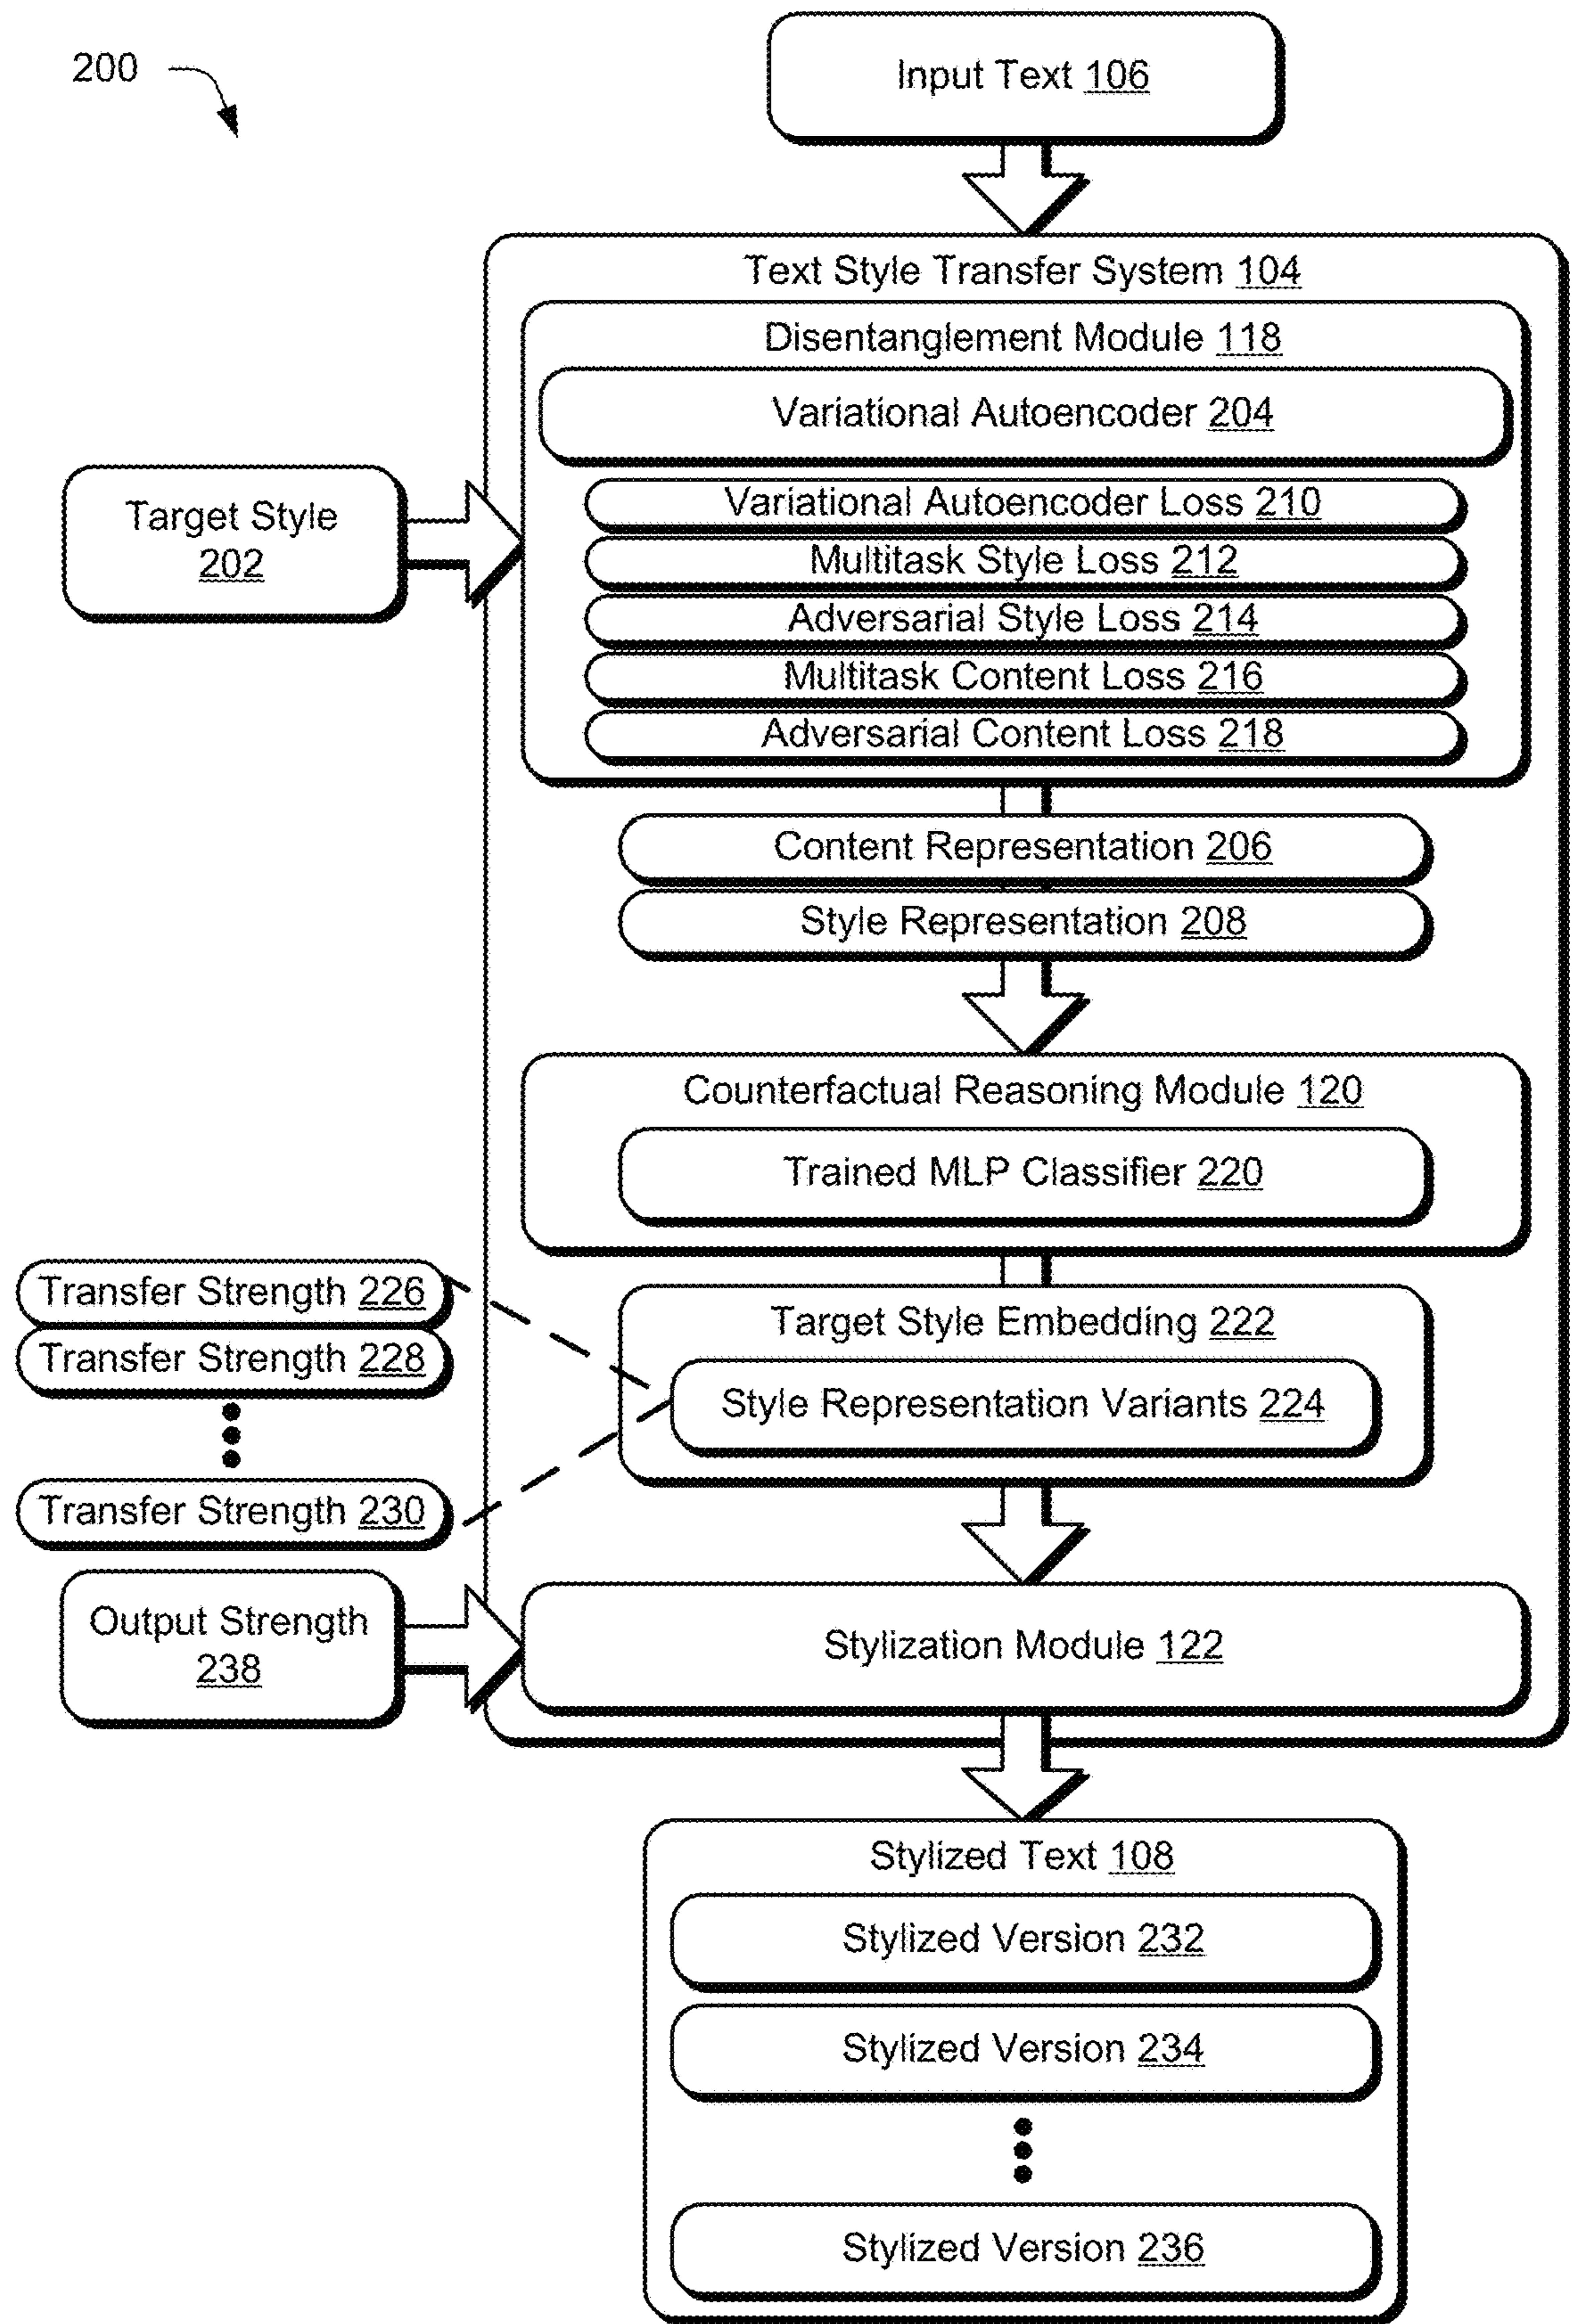 200
Input Text 106
Text Style Transfer System 104
Disentanglement Module 118
Variational Autoencoder 204
Target Style
202
Variational Autoencoder Loss 210
Multitask Style Loss 212
Adversarial Style Loss 214
Multitask Content Loss 216
Adversarial Content Loss 218
Content Representation 206
Style Representation 208
Counterfactual Reasoning Module 120
Trained MLP Classifier 220
Transfer Strength 226
Transfer Strength 228
Transfer Strength 230
Target Style Embedding 222
Style Representation Variants 224
Output Strength
238
Stylization Module 122
Stylized Text 108
Stylized Version 232
Stylized Version 234
Stylized Version 236